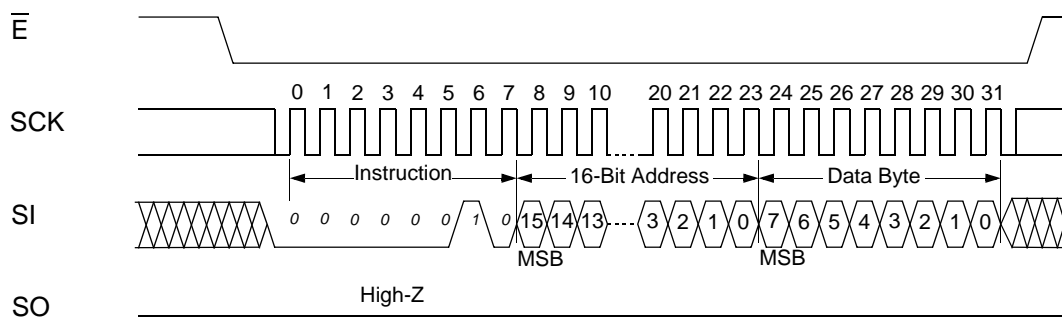 E
0 1 2 3 4 5 6 7 8 9 10 20 21 22 23 24 25 26 27 28 29 30 31
SCK
Instruction 16-Bit Address Data Byte
SI
0 0 0 0 0 0 1 0 15 14 13 3 2 1 0 7 6 5 4 3 2 1 0
MSB MSB
High-Z
SO